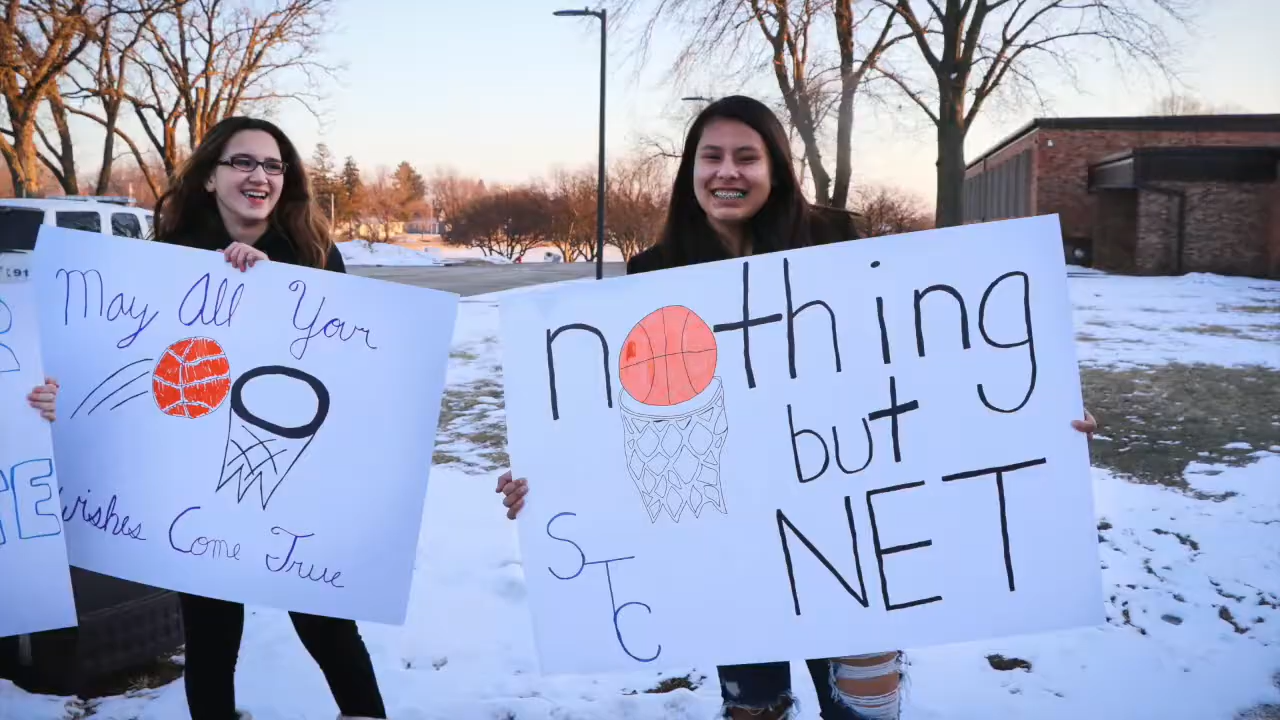 May All Your
Wishes Come True
nothing
but
NET
STC